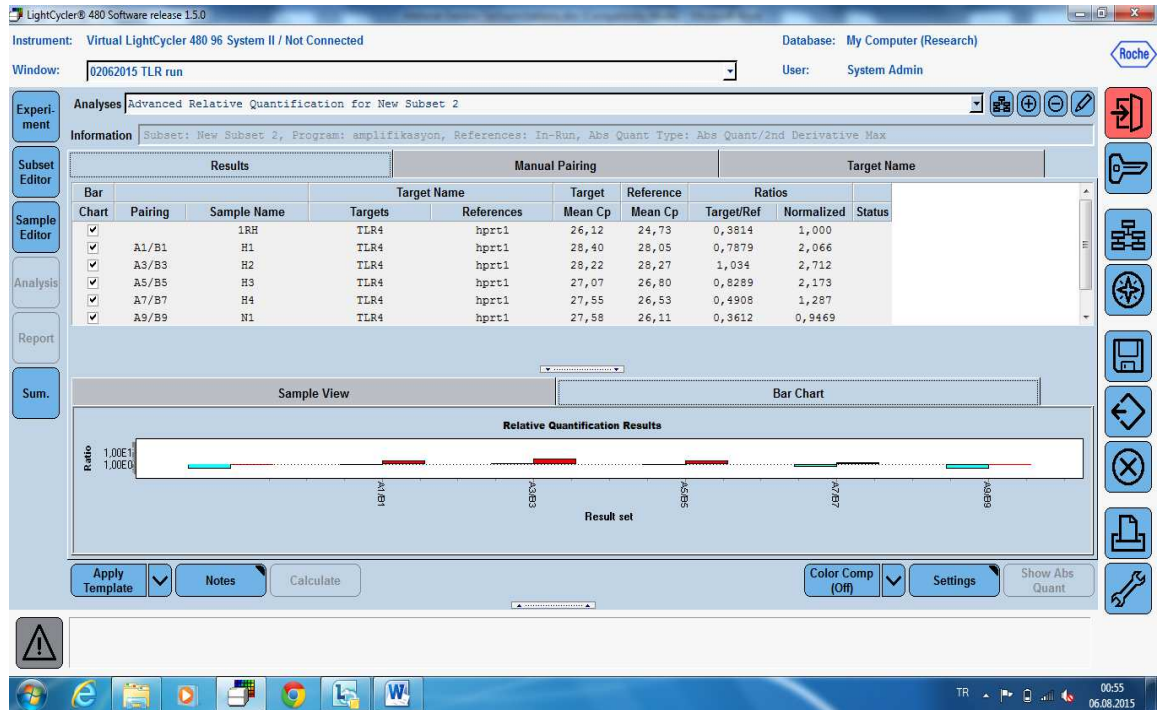 LightCycler® 480 Software release 1.5.0
Instrument: Virtual LightCycler 480 96 System II / Not Connected Database: My Computer (Research)
Roche
Window: 02062015 TLR run User: System Admin
Experi-
ment
Subset
Editor
Sample
Editor
Analysis
Report
Sum.
Analyses Advanced Relative Quantification for New Subset 2
Information Subset: New Subset 2, Program: amplifikasyon, References: In-Run, Abs Quant Type: Abs Quant/2nd Derivative Max
Results Manual Pairing Target Name
Bar Target Name Target Reference Ratios
Chart Pairing Sample Name Targets References Mean Cp Mean Cp Target/Ref Normalized Status
1RH TLR4 hprt1 26,12 24,73 0,3814 1,000
A1/B1 H1 TLR4 hprt1 28,40 28,05 0,7879 2,066
A3/B3 H2 TLR4 hprt1 28,22 28,27 1,034 2,712
A5/B5 H3 TLR4 hprt1 27,07 26,80 0,8289 2,173
A7/B7 H4 TLR4 hprt1 27,55 26,53 0,4908 1,287
A9/B9 N1 TLR4 hprt1 27,58 26,11 0,3612 0,9469
Sample View Bar Chart
Relative Quantification Results
Ratio
1,00E1
1,00E0
A1/B1 A3/B3 A5/B5 A7/B7 A9/B9
Result set
Apply
Template
Notes Calculate
Color Comp
(Off)
Settings
Show Abs
Quant
TR 00:55
06.08.2015